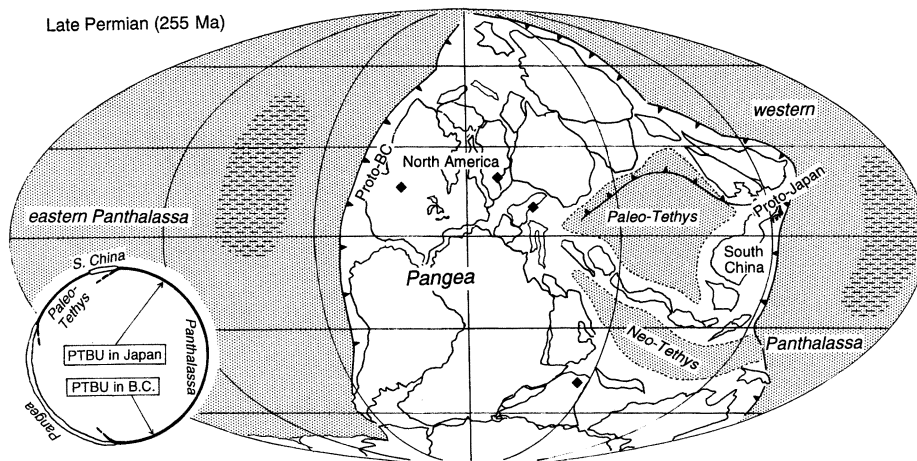 Late Permian (255 Ma)
western
Proto-BC
North America
Proto-Japan
eastern Panthalassa
Paleo-Tethys
South
China
Pangea
S. China
Paleo-
Tethys
Panthalassa
PTBU in Japan
PTBU in B.C.
Pangea
Neo-Tethys
Panthalassa